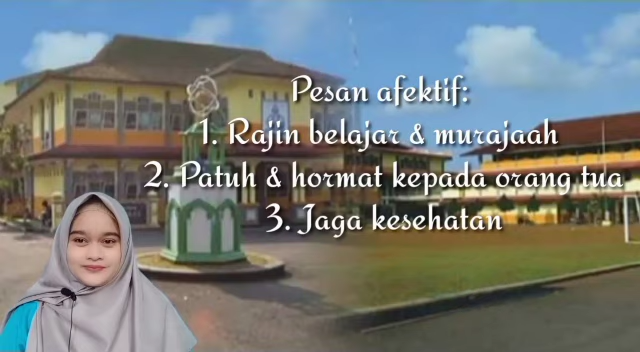 Pesan afektif:
1. Rajin belajar & murajaah
2. Patuh & hormat kepada orang tua
3. Jaga kesehatan